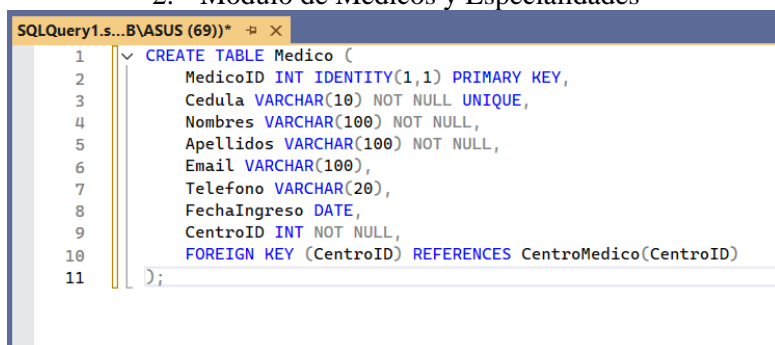 2. Modulo de Medicos y Especialidades
SQLQuery1.s...B\ASUS (69))*
1 CREATE TABLE Medico (
2 MedicoID INT IDENTITY(1,1) PRIMARY KEY,
3 Cedula VARCHAR(10) NOT NULL UNIQUE,
4 Nombres VARCHAR(100) NOT NULL,
5 Apellidos VARCHAR(100) NOT NULL,
6 Email VARCHAR(100),
7 Telefono VARCHAR(20),
8 FechaIngreso DATE,
9 CentroID INT NOT NULL,
10 FOREIGN KEY (CentroID) REFERENCES CentroMedico(CentroID)
11 );